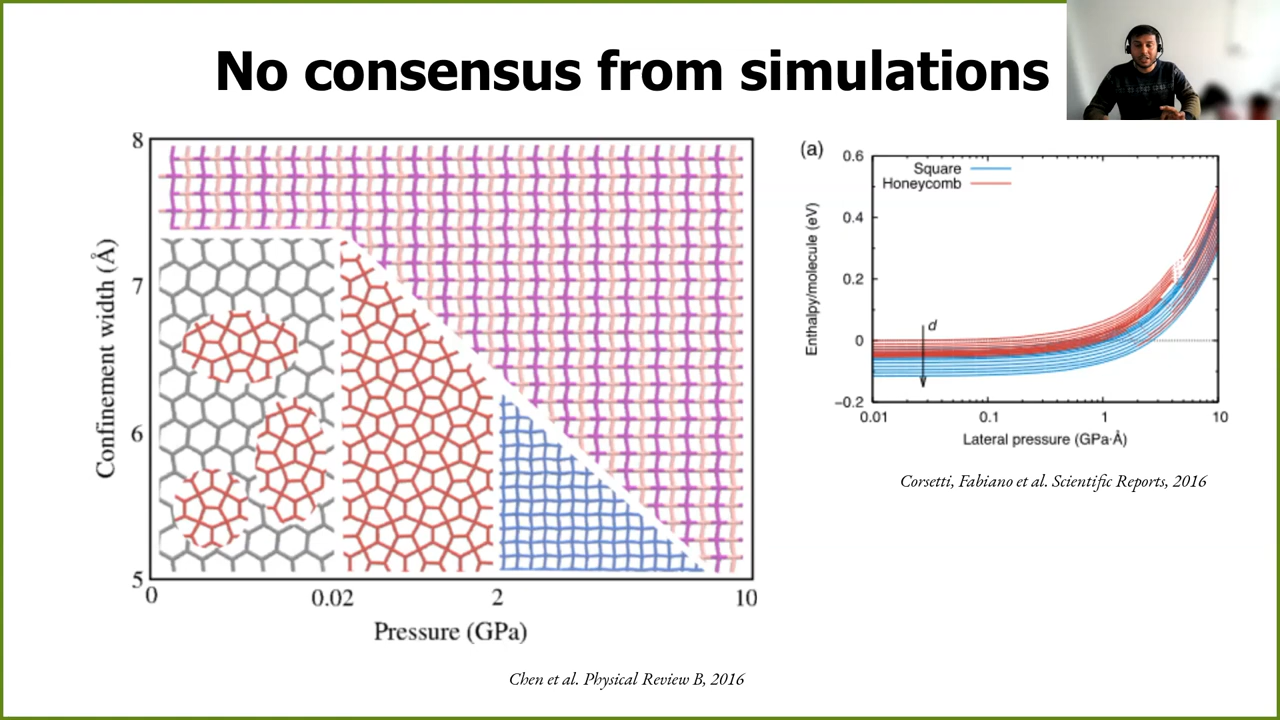 No consensus from simulations
8
7
6
5
Confinement width (Å)
0
0.02
2
10
Pressure (GPa)
Chen et al. Physical Review B, 2016
(a)
0.6
0.4
0.2
0
−0.2
Enthalpy/molecule (eV)
Square
Honeycomb
d
0.01
0.1
1
10
Lateral pressure (GPa·Å)
Corsetti, Fabiano et al. Scientific Reports, 2016